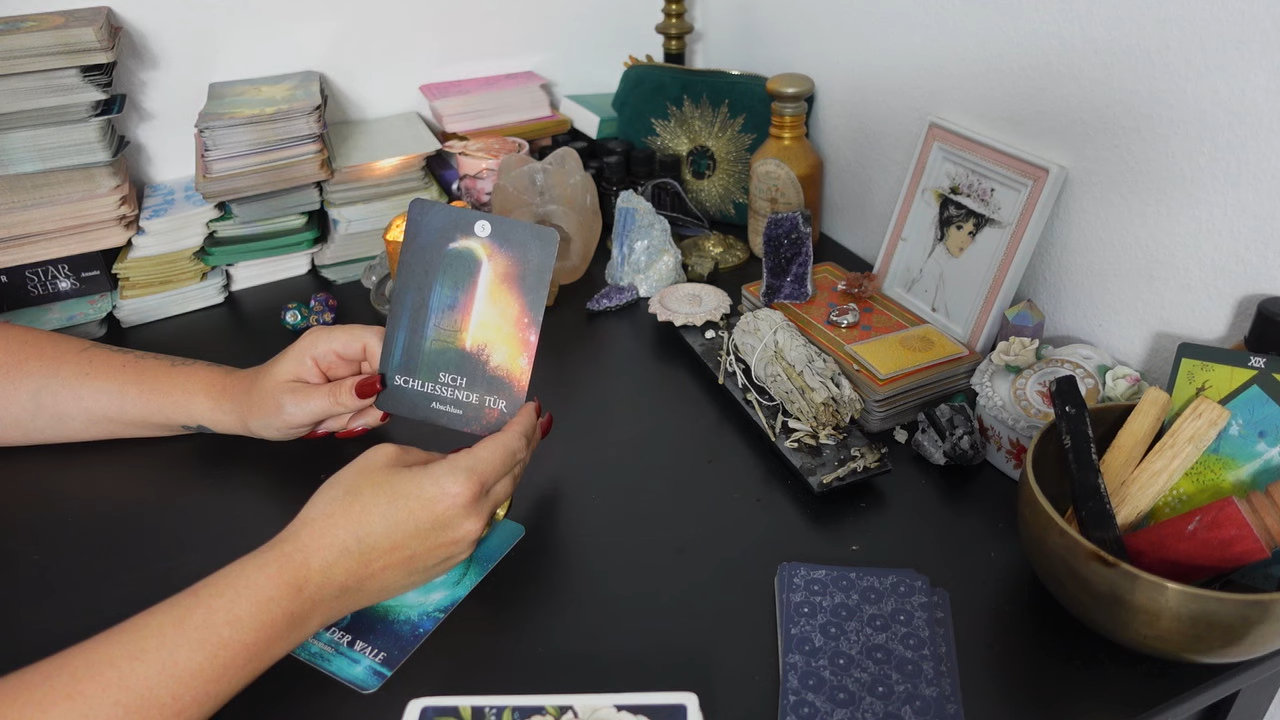 STAR
SEEDS
5
SICH
SCHLIESSENDE TÜR
Abschluss
DER WALE
XIX